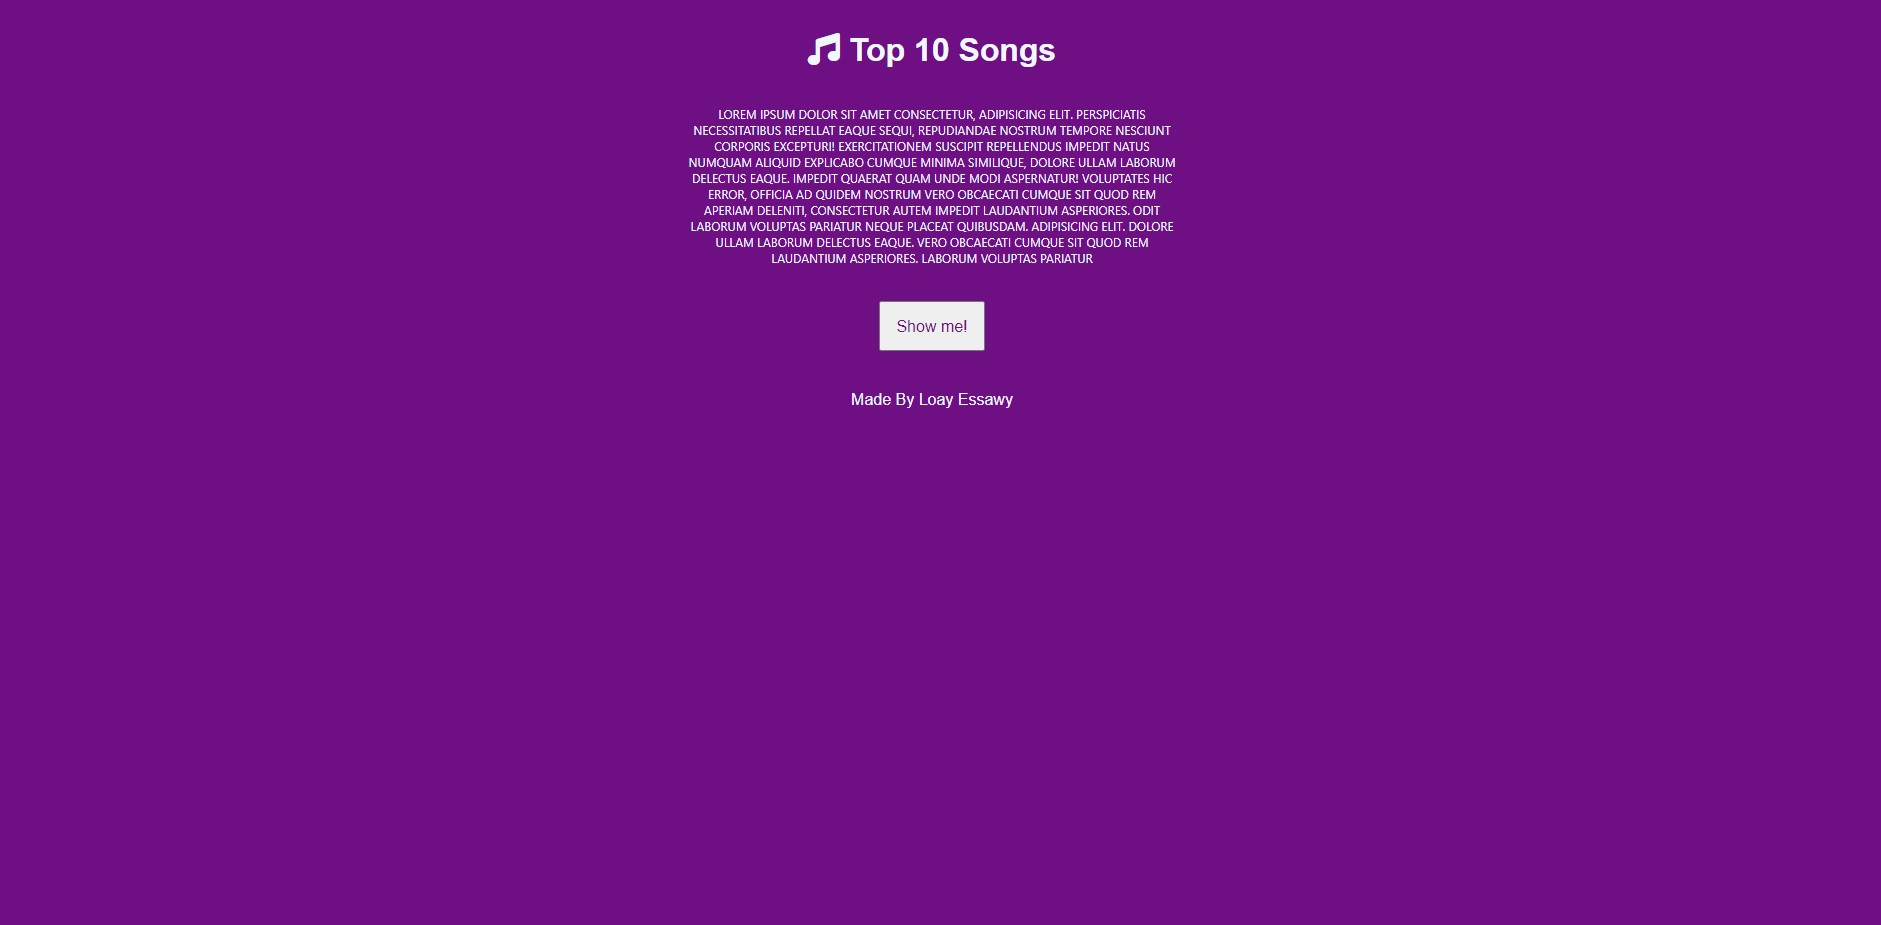 Top 10 Songs
LOREM IPSUM DOLOR SIT AMET CONSECTETUR, ADIPISICING ELIT. PERSPICIATIS
NECESSITATIBUS REPELLAT EAQUE SEQUI, REPUDIANDAE NOSTRUM TEMPORE NESCIUNT
CORPORIS EXCEPTURI! EXERCITATIONEM SUSCIPIT REPELLENDUS IMPEDIT NATUS
NUMQUAM ALIQUID EXPLICABO CUMQUE MINIMA SIMILIQUE, DOLORE ULLAM LABORUM
DELECTUS EAQUE. IMPEDIT QUAERAT QUAM UNDE MODI ASPERNATUR! VOLUPTATES HIC
ERROR, OFFICIA AD QUIDEM NOSTRUM VERO OBCAECATI CUMQUE SIT QUOD REM
APERIAM DELENITI, CONSECTETUR AUTEM IMPEDIT LAUDANTIUM ASPERIORES. ODIT
LABORUM VOLUPTAS PARIATUR NEQUE PLACEAT QUIBUSDAM. ADIPISICING ELIT. DOLORE
ULLAM LABORUM DELECTUS EAQUE. VERO OBCAECATI CUMQUE SIT QUOD REM
LAUDANTIUM ASPERIORES. LABORUM VOLUPTAS PARIATUR
Show me!
Made By Loay Essawy